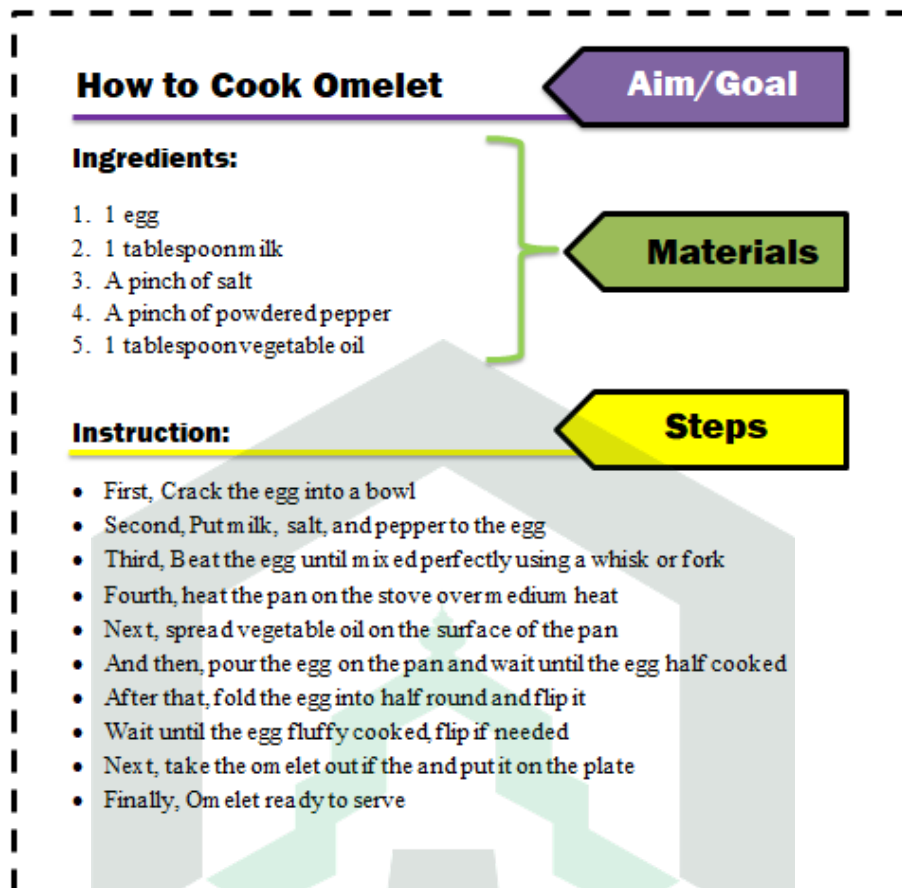 How to Cook Omelet
Aim/Goal
Ingredients:
1. 1 egg
2. 1 tablespoon milk
3. A pinch of salt
4. A pinch of powdered pepper
5. 1 tablespoon vegetable oil
Materials
Instruction:
Steps
• First, Crack the egg into a bowl
• Second, Put milk, salt, and pepper to the egg
• Third, Beat the egg until mixed perfectly using a whisk or fork
• Fourth, heat the pan on the stove over medium heat
• Next, spread vegetable oil on the surface of the pan
• And then, pour the egg on the pan and wait until the egg half cooked
• After that, fold the egg into half round and flip it
• Wait until the egg fluffy cooked, flip if needed
• Next, take the omelet out if the and put it on the plate
• Finally, Omelet ready to serve